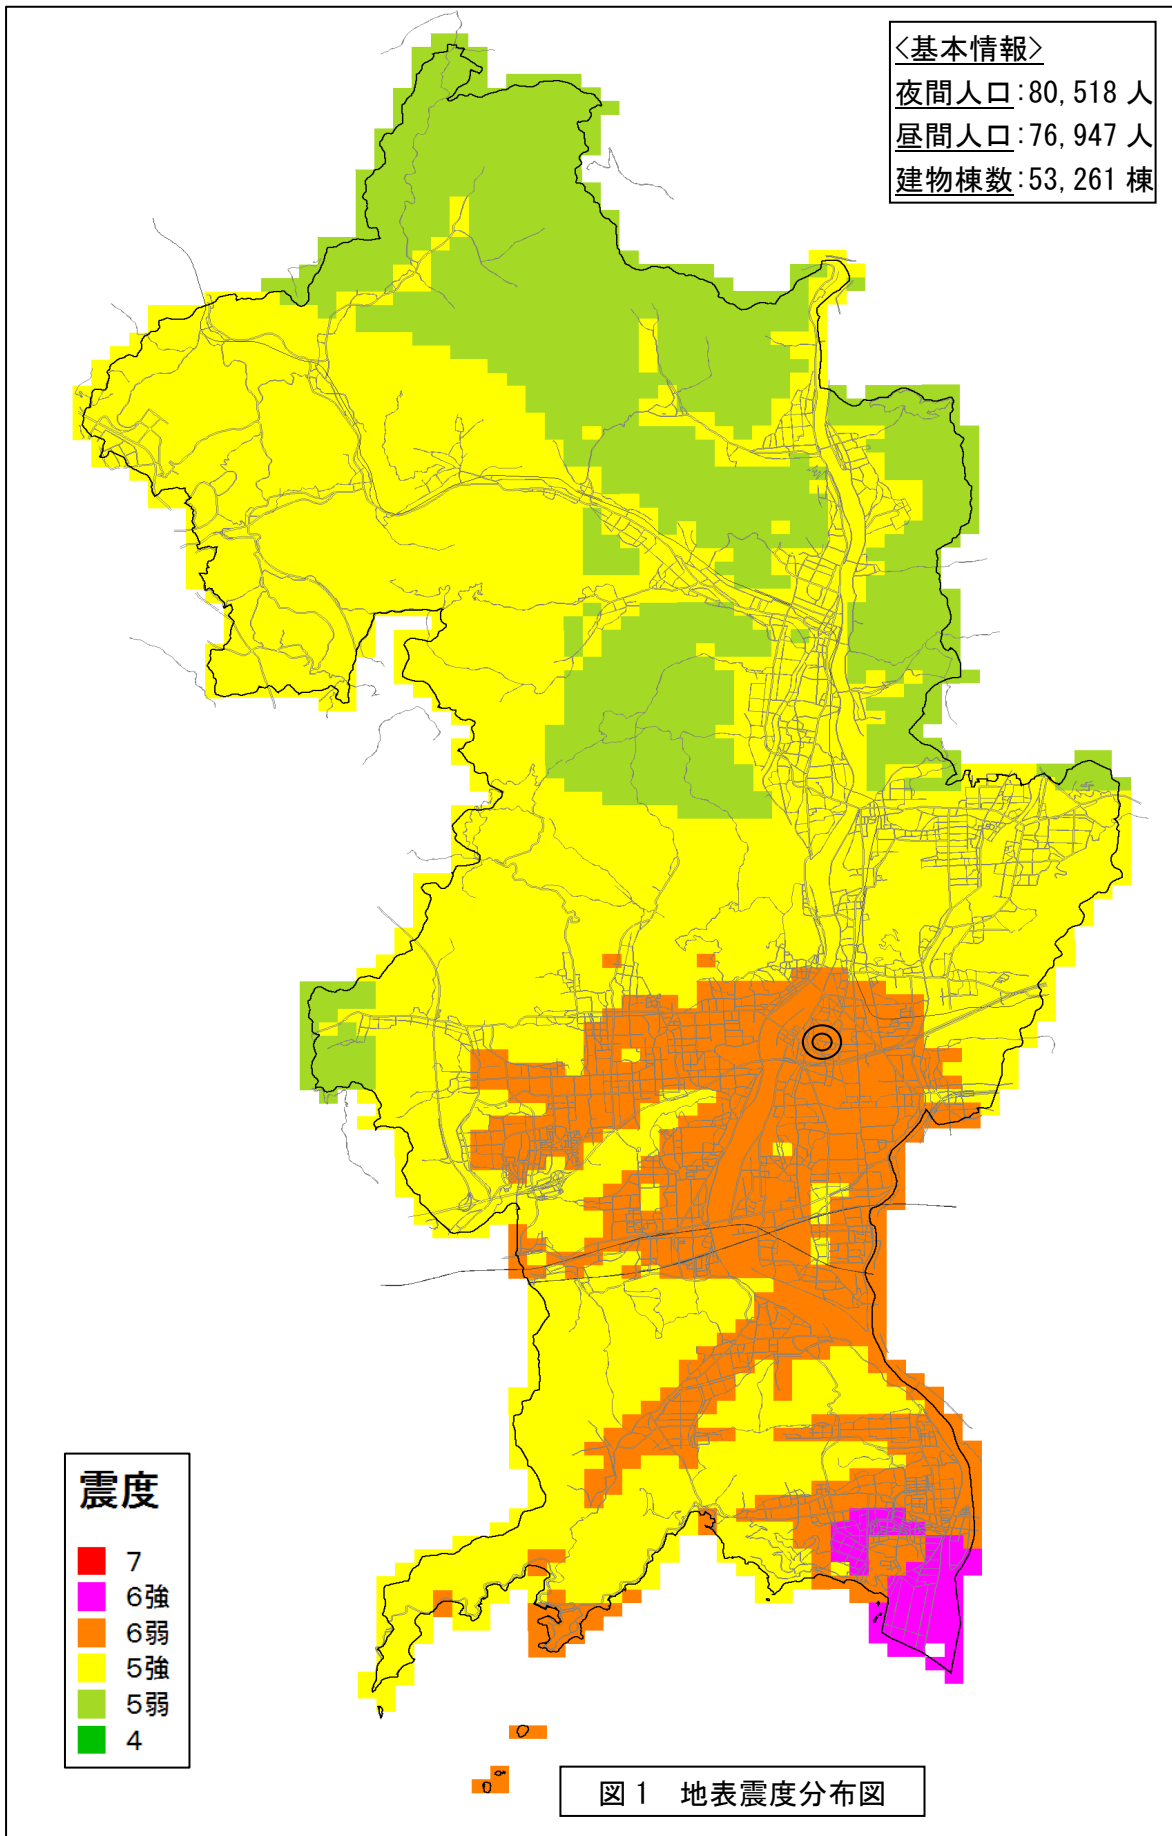 <基本情報>
夜間人口:80,518 人
昼間人口:76,947 人
建物棟数:53,261 棟
震度
7
6強
6弱
5強
5弱
4
図1 地表震度分布図